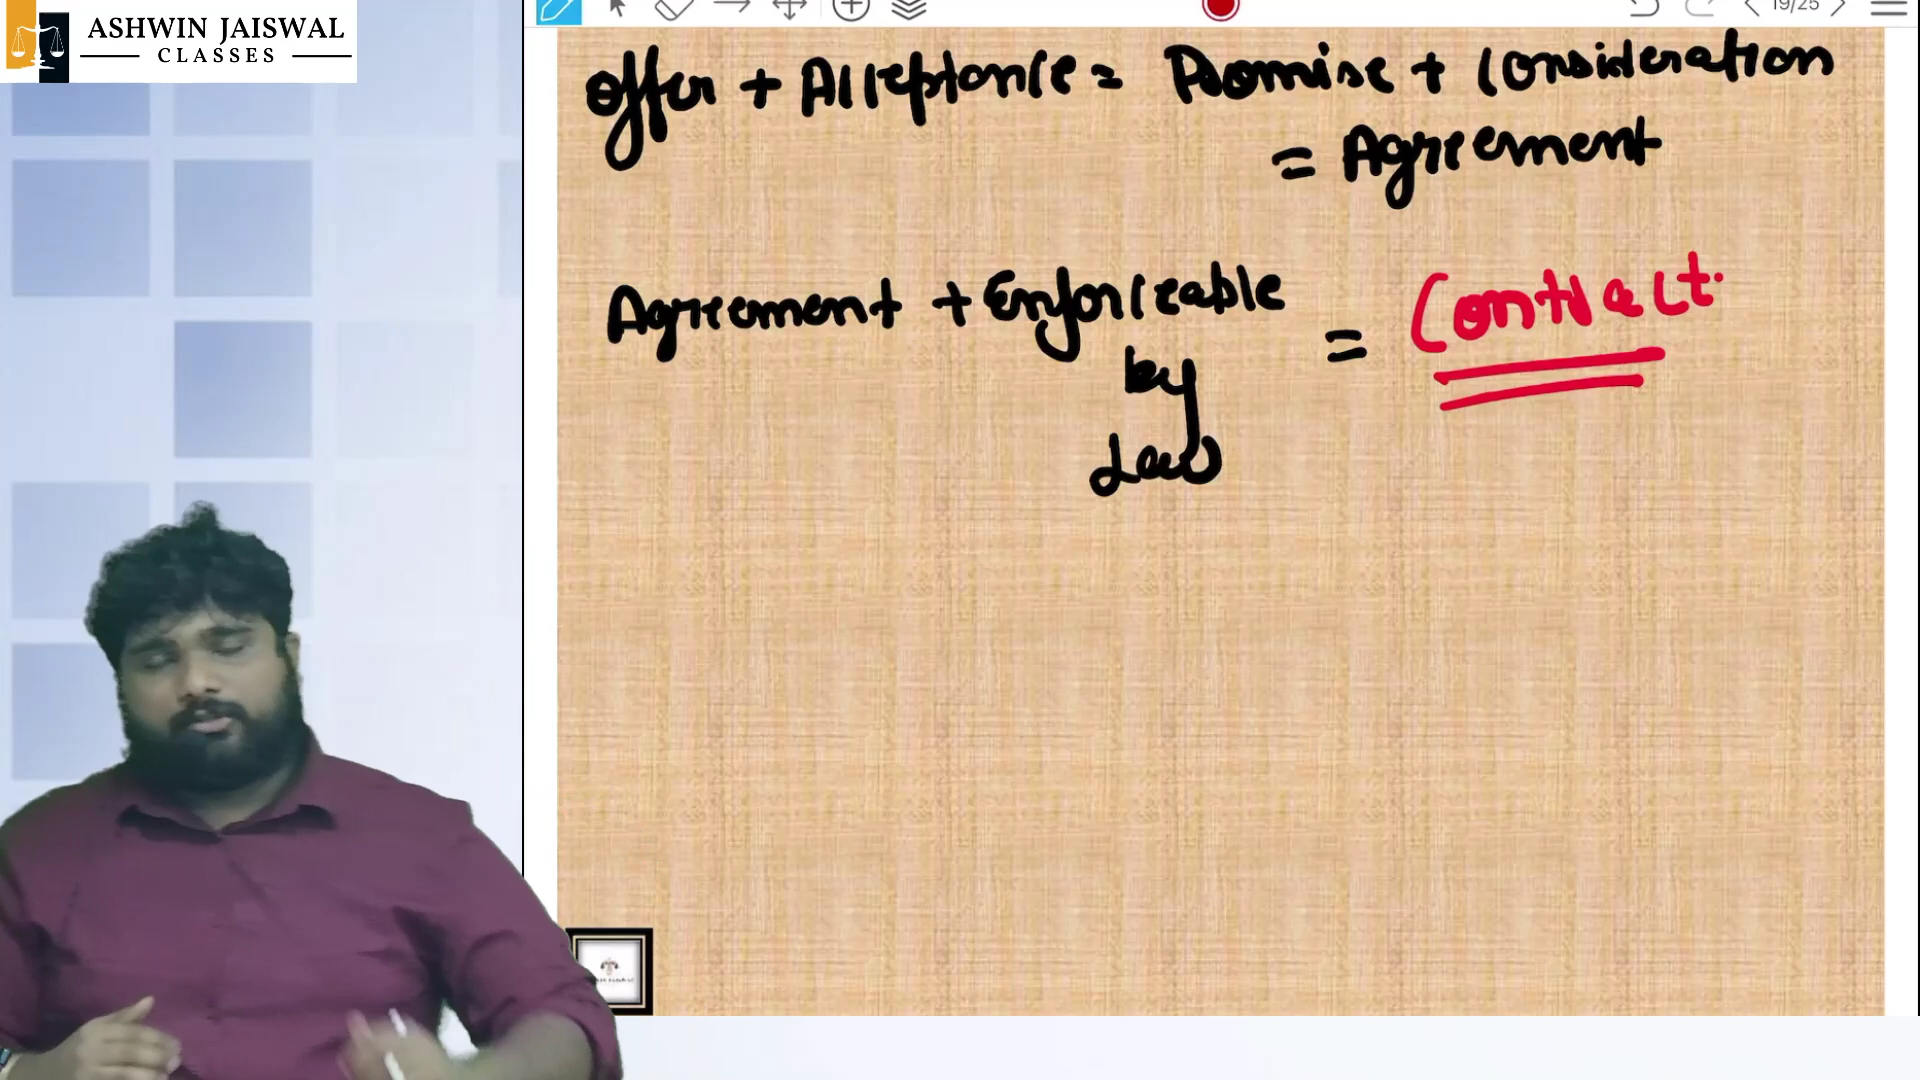 ASHWIN JAISWAL
CLASSES
19/25
Offer + Acceptance = Promise + Consideration
= Agreement
Agreement + Enforceable = Contract.
by
Law